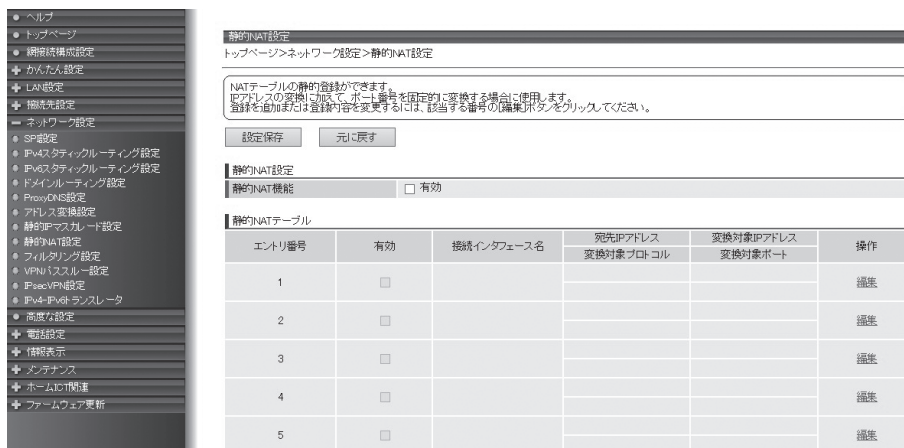 ヘルプ
トップページ
網接続構成設定
かんたん設定
LAN設定
接続先設定
ネットワーク設定
SPI設定
IPv4スタティックルーティング設定
IPv6スタティックルーティング設定
ドメインルーティング設定
ProxyDNS設定
アドレス変換設定
静的IPマスカレード設定
静的NAT設定
フィルタリング設定
VPNパススルー設定
IPsecVPN設定
IPv4-IPv6トランスレータ
高度な設定
電話設定
情報表示
メンテナンス
ホームICT関連
ファームウェア更新
静的NAT設定
トップページ>ネットワーク設定>静的NAT設定
NATテーブルの静的登録ができます。
IPアドレスの変換に加えて、ポート番号を固定的に変換する場合に使用します。
登録を追加または登録内容を変更するには、該当する番号の[編集]ボタンをクリックしてください。
設定保存 元に戻す
静的NAT設定
静的NAT機能 有効
静的NATテーブル
エントリ番号 有効 接続インタフェース名 宛先IPアドレス 変換対象IPアドレス 操作
変換対象プロトコル 変換対象ポート
1 編集
2 編集
3 編集
4 編集
5 編集